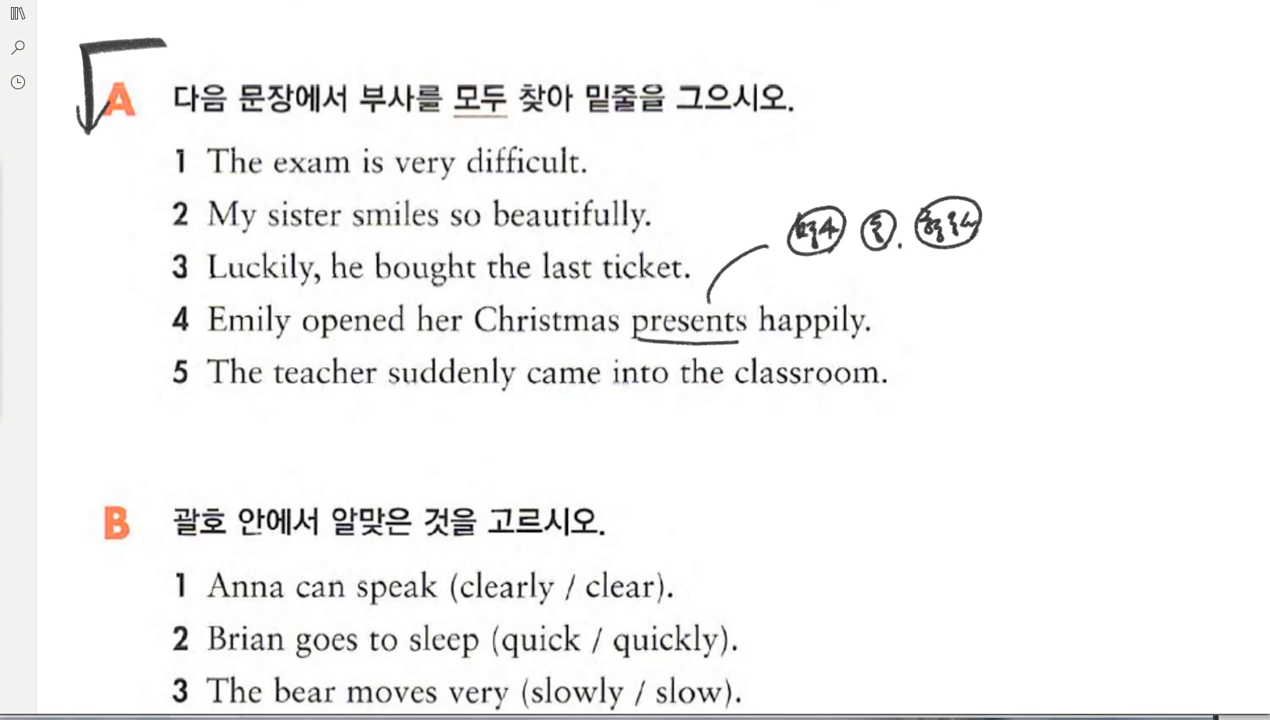 A 다음 문장에서 부사를 모두 찾아 밑줄을 그으시오.
1 The exam is very difficult.
2 My sister smiles so beautifully.
3 Luckily, he bought the last ticket.
4 Emily opened her Christmas presents happily.
5 The teacher suddenly came into the classroom.
B 괄호 안에서 알맞은 것을 고르시오.
1 Anna can speak (clearly / clear).
2 Brian goes to sleep (quick / quickly).
3 The bear moves very (slowly / slow).